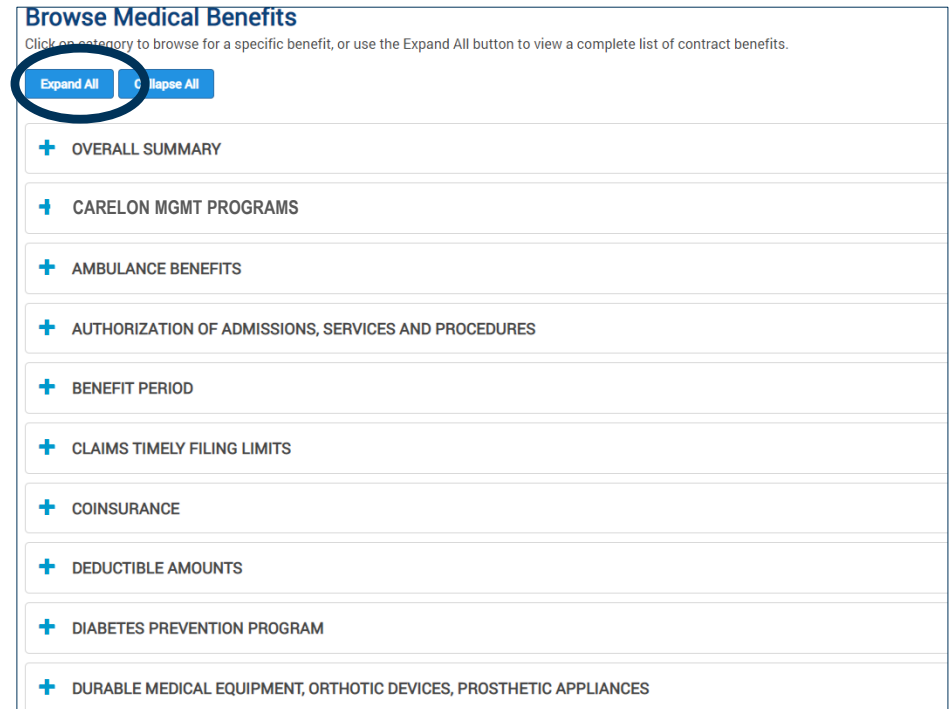 Browse Medical Benefits
Click on category to browse for a specific benefit, or use the Expand All button to view a complete list of contract benefits.
Expand All Collapse All
OVERALL SUMMARY
CARELON MGMT PROGRAMS
AMBULANCE BENEFITS
AUTHORIZATION OF ADMISSIONS, SERVICES AND PROCEDURES
BENEFIT PERIOD
CLAIMS TIMELY FILING LIMITS
COINSURANCE
DEDUCTIBLE AMOUNTS
DIABETES PREVENTION PROGRAM
DURABLE MEDICAL EQUIPMENT, ORTHOTIC DEVICES, PROSTHETIC APPLIANCES